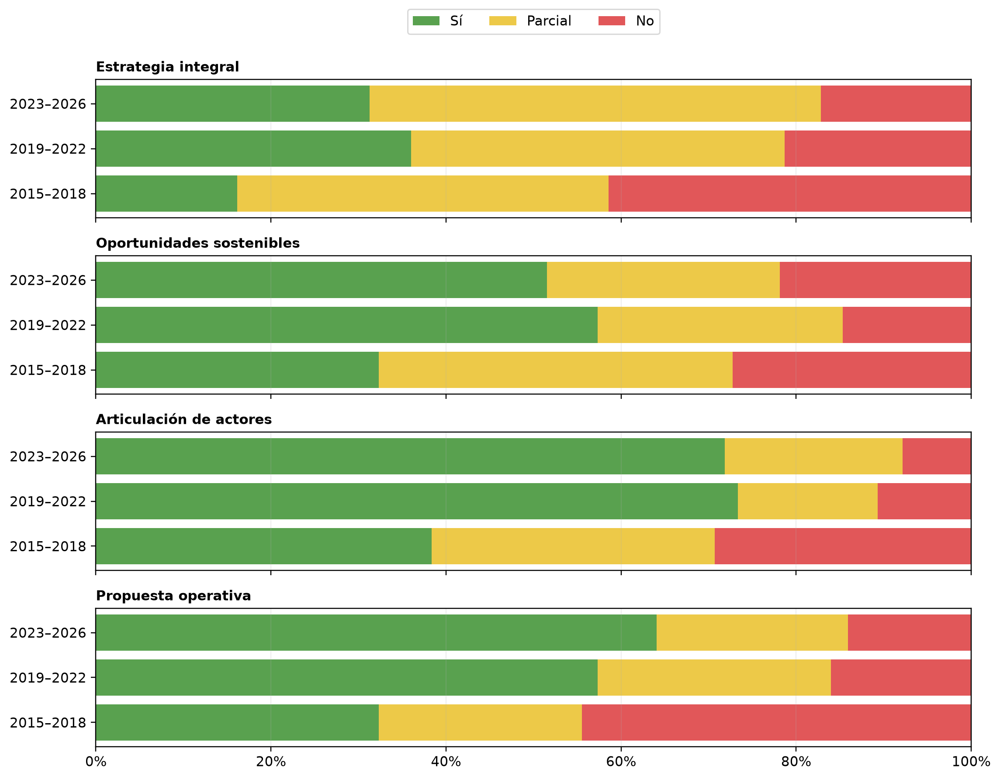 Sí Parcial No
Estrategia integral
2023–2026
2019–2022
2015–2018
Oportunidades sostenibles
2023–2026
2019–2022
2015–2018
Articulación de actores
2023–2026
2019–2022
2015–2018
Propuesta operativa
2023–2026
2019–2022
2015–2018
0% 20% 40% 60% 80% 100%